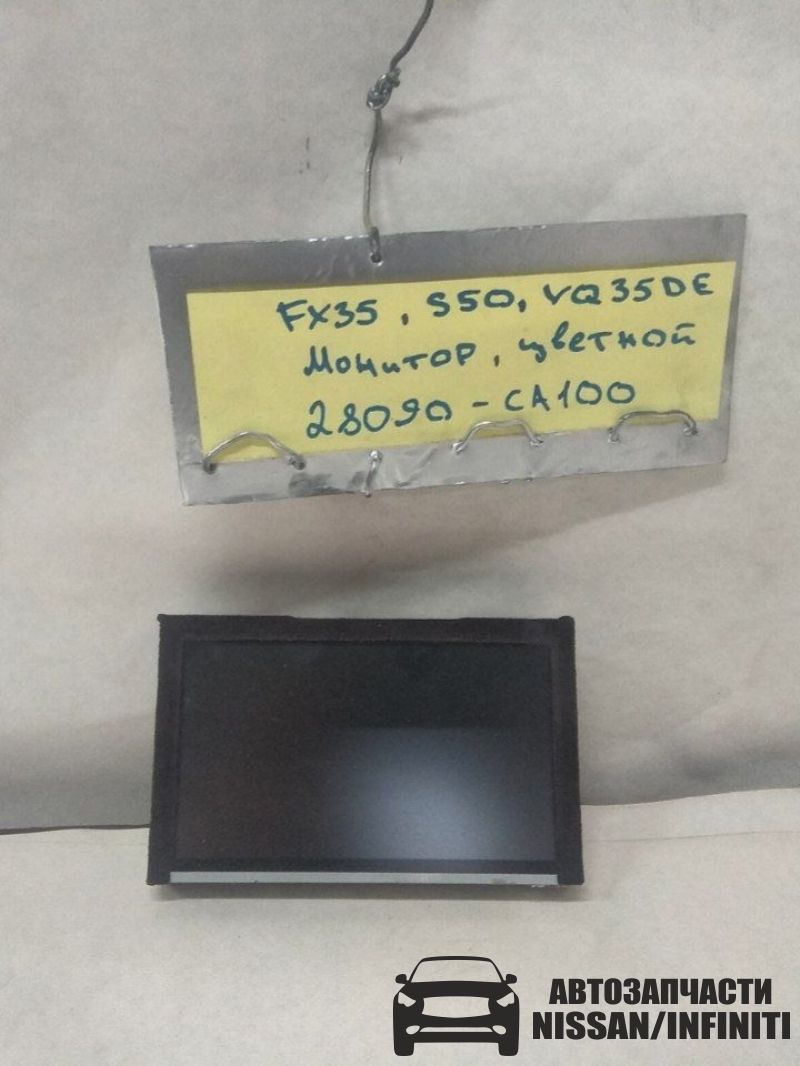 FX35, S50, VQ35DE
Монитор, цветной
28090-CA100
АВТОЗАПЧАСТИ
NISSAN/INFINITI